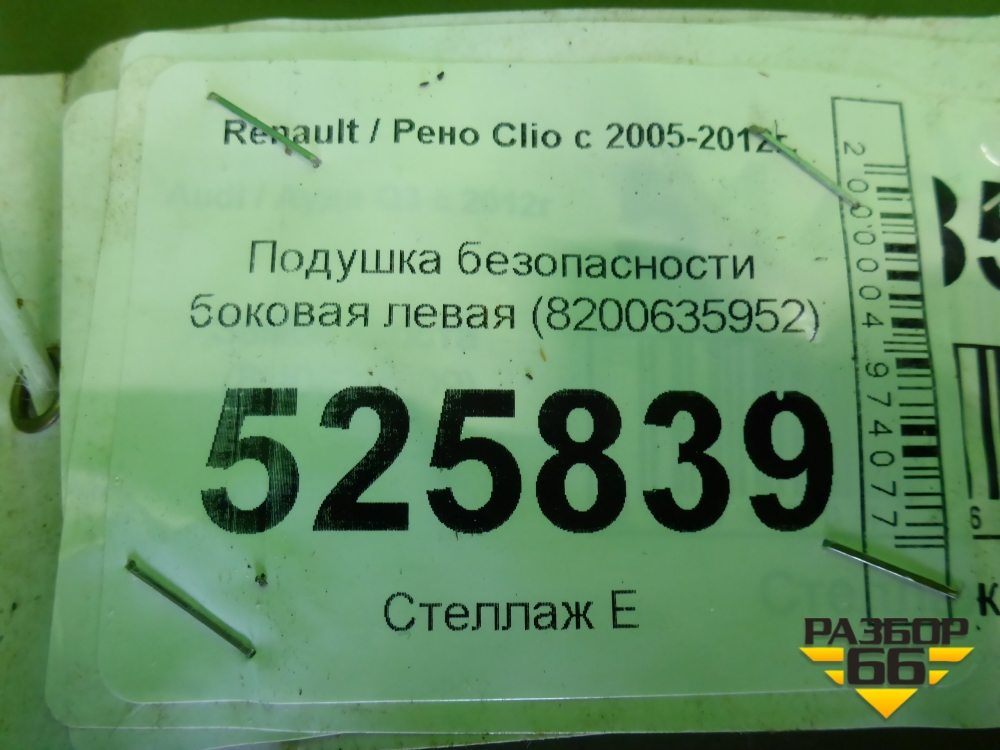 Renault / Рено Clio с 2005-2012г.
Подушка безопасности
боковая левая (8200635952)
525839
Стеллаж Е
2000004974077
РАЗБОР
66